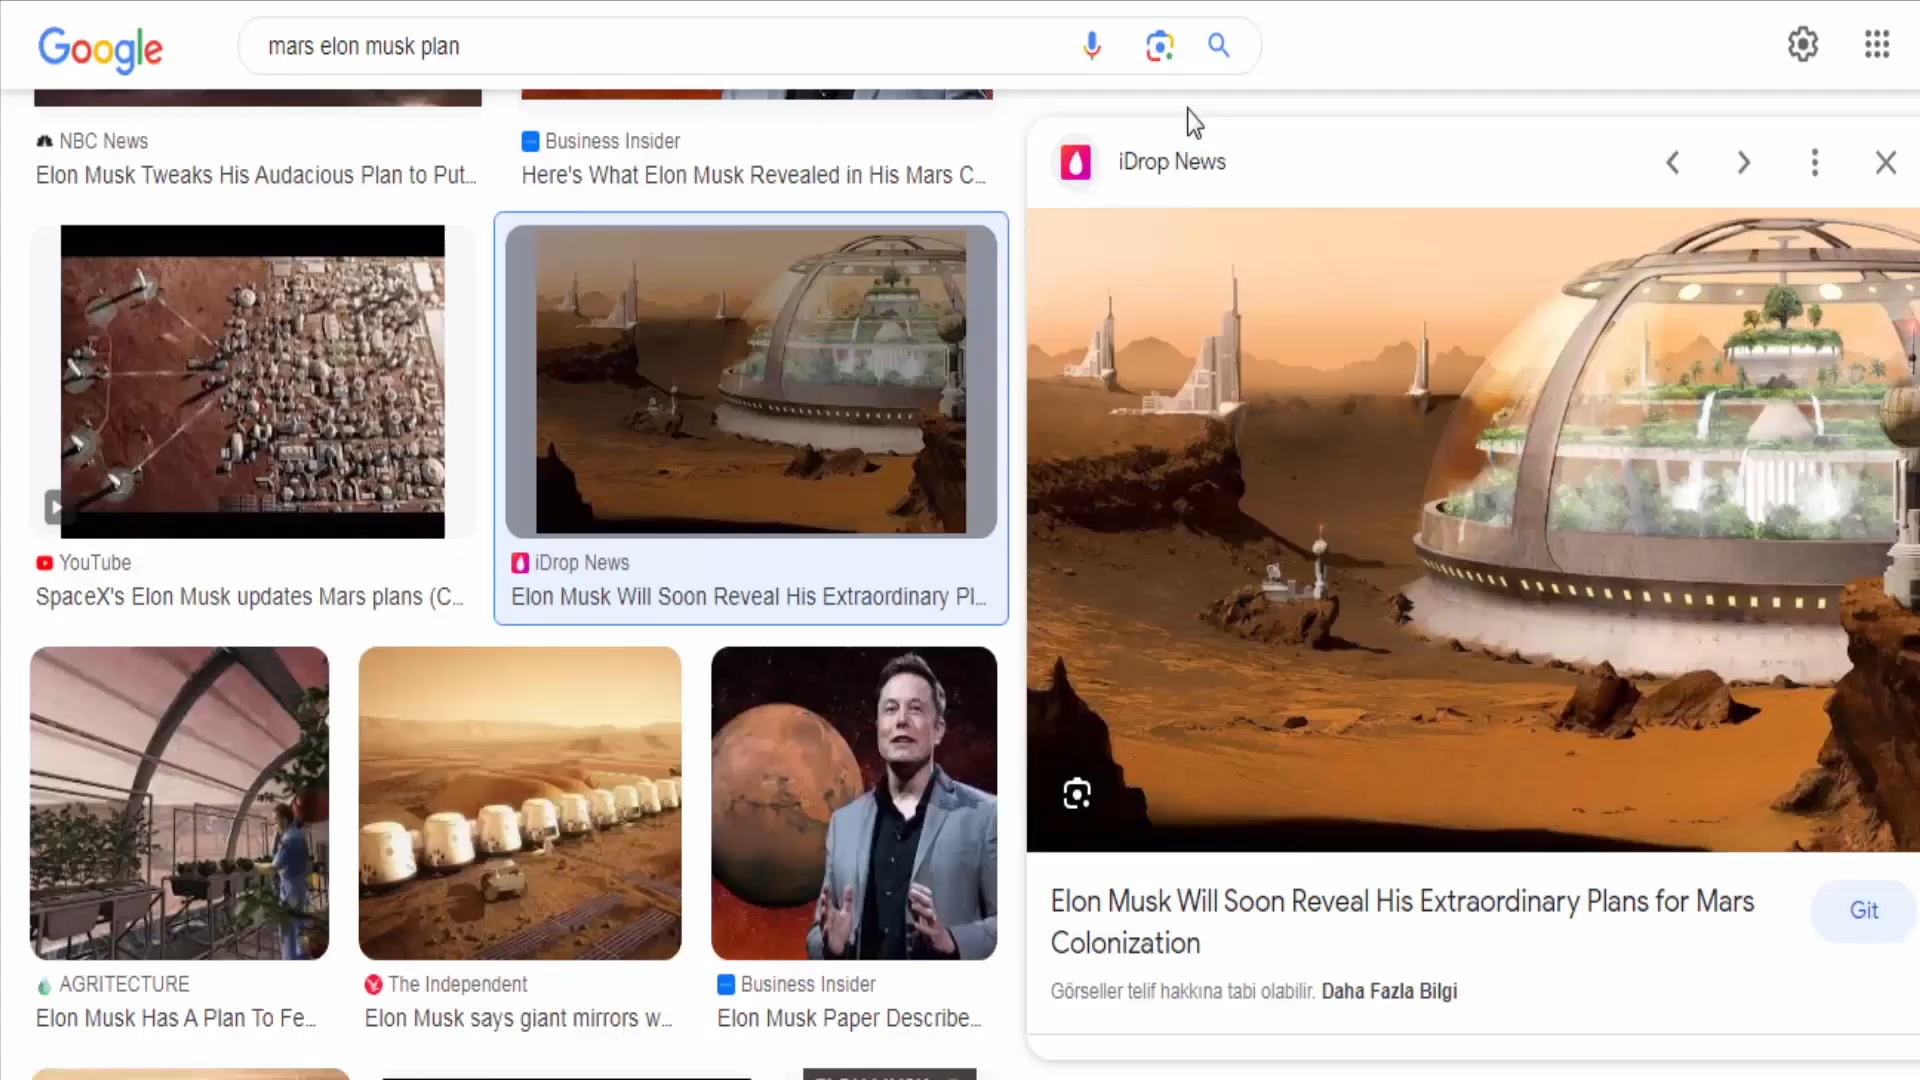 Google
mars elon musk plan
NBC News
Elon Musk Tweaks His Audacious Plan to Put...
Business Insider
Here's What Elon Musk Revealed in His Mars C...
YouTube
SpaceX's Elon Musk updates Mars plans (C...
iDrop News
Elon Musk Will Soon Reveal His Extraordinary Pl...
AGRITECTURE
Elon Musk Has A Plan To Fe...
The Independent
Elon Musk says giant mirrors w...
Business Insider
Elon Musk Paper Describe...
iDrop News
Elon Musk Will Soon Reveal His Extraordinary Plans for Mars
Colonization
Git
Görseller telif hakkına tabi olabilir. Daha Fazla Bilgi